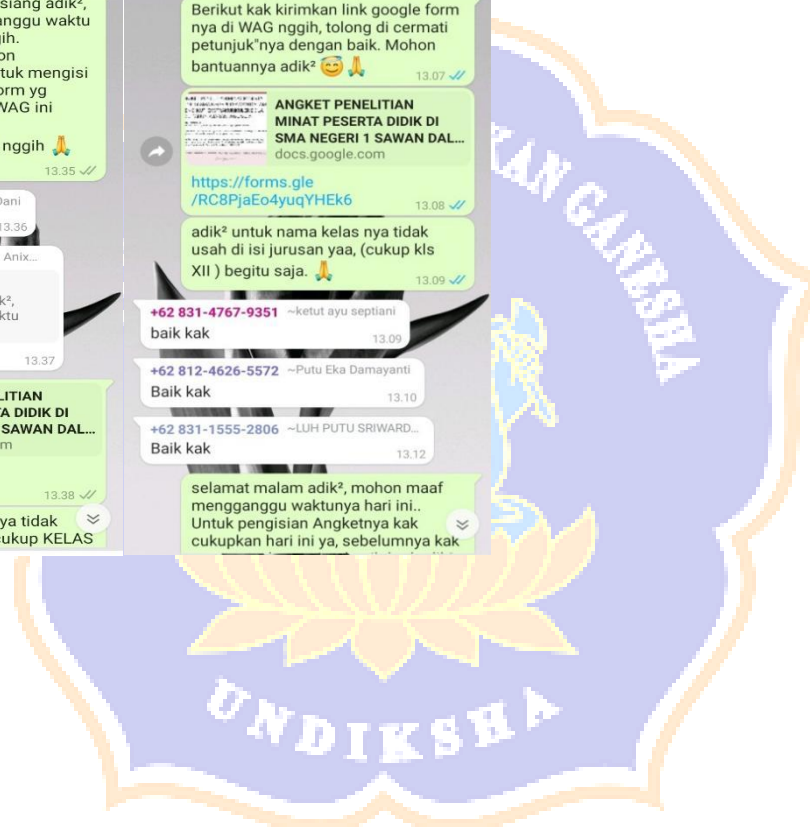 siang adik²,
anggu waktu
gih.
on
tuk mengisi
orm yg
WAG ini
nggih 🙏
13.35
Dani
13.36
Anix...
k²,
ktu
13.37
LITIAN
A DIDIK DI
SAWAN DAL...
m
13.38
ya tidak
cukup KELAS
Berikut kak kirimkan link google form
nya di WAG nggih, tolong di cermati
petunjuk"nya dengan baik. Mohon
bantuannya adik² 😇🙏
13.07
ANGKET PENELITIAN
MINAT PESERTA DIDIK DI
SMA NEGERI 1 SAWAN DAL...
docs.google.com
https://forms.gle
/RC8PjaEo4yuqYHEk6
13.08
adik² untuk nama kelas nya tidak
usah di isi jurusan yaa, (cukup kls
XII ) begitu saja. 🙏
13.09
+62 831-4767-9351 ~ketut ayu septiani
baik kak
13.09
+62 812-4626-5572 ~Putu Eka Damayanti
Baik kak
13.10
+62 831-1555-2806 ~LUH PUTU SRIWARD...
Baik kak
13.12
selamat malam adik², mohon maaf
mengganggu waktunya hari ini..
Untuk pengisian Angketnya kak
cukupkan hari ini ya, sebelumnya kak
KAN GANESHA
UNDIKSHA